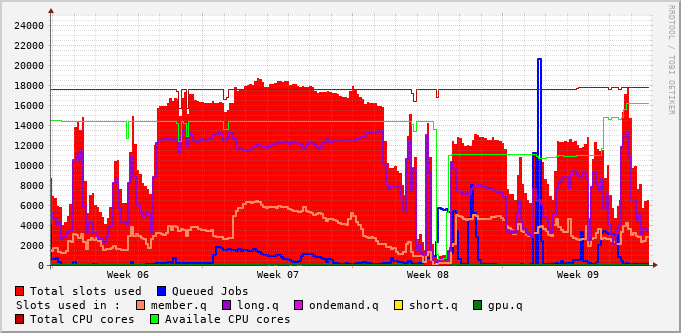 RRDTOOL / TOBI OETIKER
24000
22000
20000
18000
16000
14000
12000
10000
8000
6000
4000
2000
0
Week 06 Week 07 Week 08 Week 09
Total slots used Queued Jobs
Slots used in : member.q long.q ondemand.q short.q gpu.q
Total CPU cores Availale CPU cores